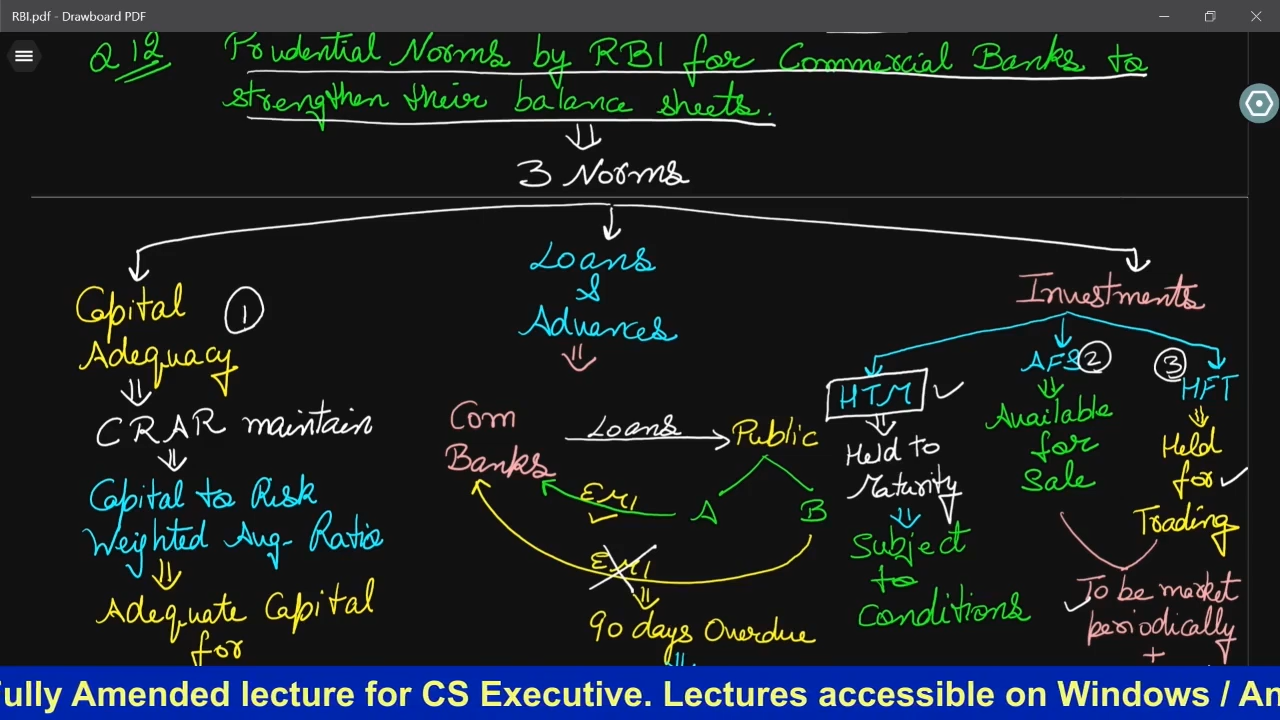 RBI.pdf - Drawboard PDF
Q 12 Prudential Norms by RBI for Commercial Banks to
strengthen their balance sheets.
3 Norms
Capital
Adequacy
1
CRAR maintain
Capital to Risk
Weighted Aug- Ratio
Adequate Capital
for
Loans
&
Advances
Com
Banks
Loans
Public
A
B
EMI
EMI
90 days Overdue
Investments
HTM
Held to
Maturity
Subject
to
Conditions
AFS 2
Available
for
Sale
3
HFT
Held
for
Trading
To be market
periodically
+
Fully Amended lecture for CS Executive. Lectures accessible on Windows / An